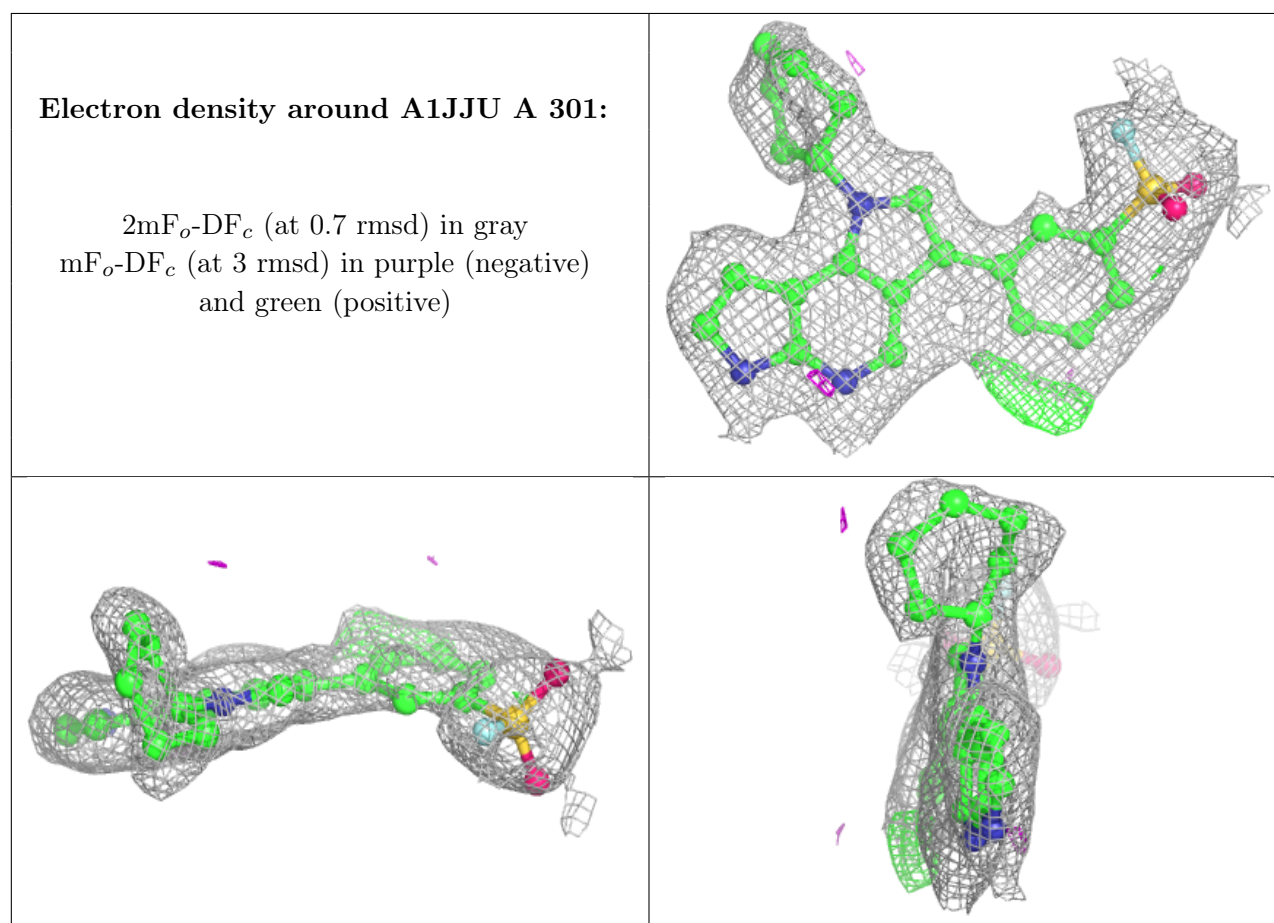 Electron density around A1JJU A 301:
2mFo-DFc (at 0.7 rmsd) in gray
mFo-DFc (at 3 rmsd) in purple (negative)
and green (positive)